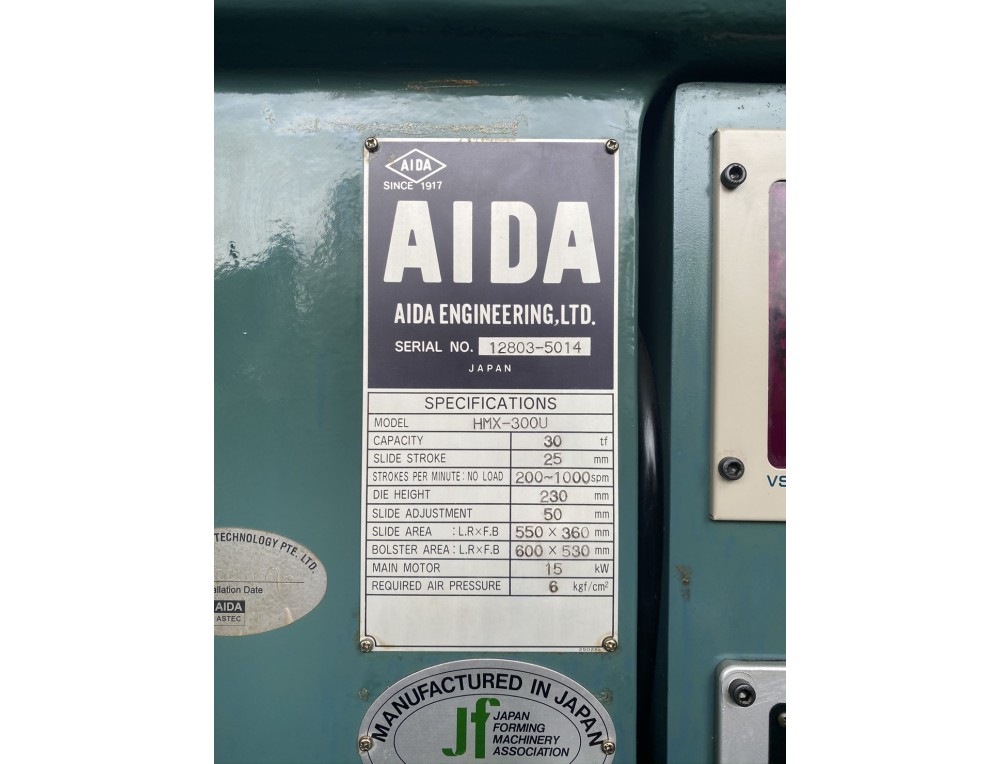 AIDA
SINCE 1917
AIDA
AIDA ENGINEERING,LTD.
SERIAL NO. 12803-5014
JAPAN
SPECIFICATIONS
MODEL HMX-300U
CAPACITY 30 tf
SLIDE STROKE 25 mm
STROKES PER MINUTE: NO LOAD 200~1000 spm
DIE HEIGHT 230 mm
SLIDE ADJUSTMENT 50 mm
SLIDE AREA : L.R×F.B 550 × 360 mm
BOLSTER AREA : L.R×F.B 600 × 530 mm
MAIN MOTOR 15 kW
REQUIRED AIR PRESSURE 6 kgf/cm²
MANUFACTURED IN JAPAN
Jf JAPAN
FORMING
MACHINERY
ASSOCIATION
TECHNOLOGY PTE. LTD.
allation Date
AIDA
ASTEC
VS